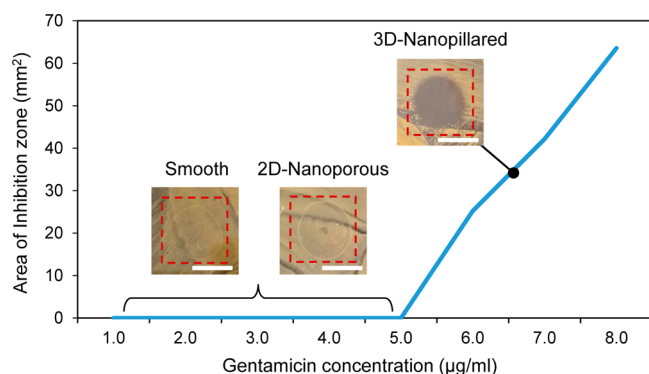 70
60
50
40
30
20
10
0
Area of Inhibition zone (mm²)
3D-Nanopillared
Smooth 2D-Nanoporous
1.0 2.0 3.0 4.0 5.0 6.0 7.0 8.0
Gentamicin concentration (µg/ml)